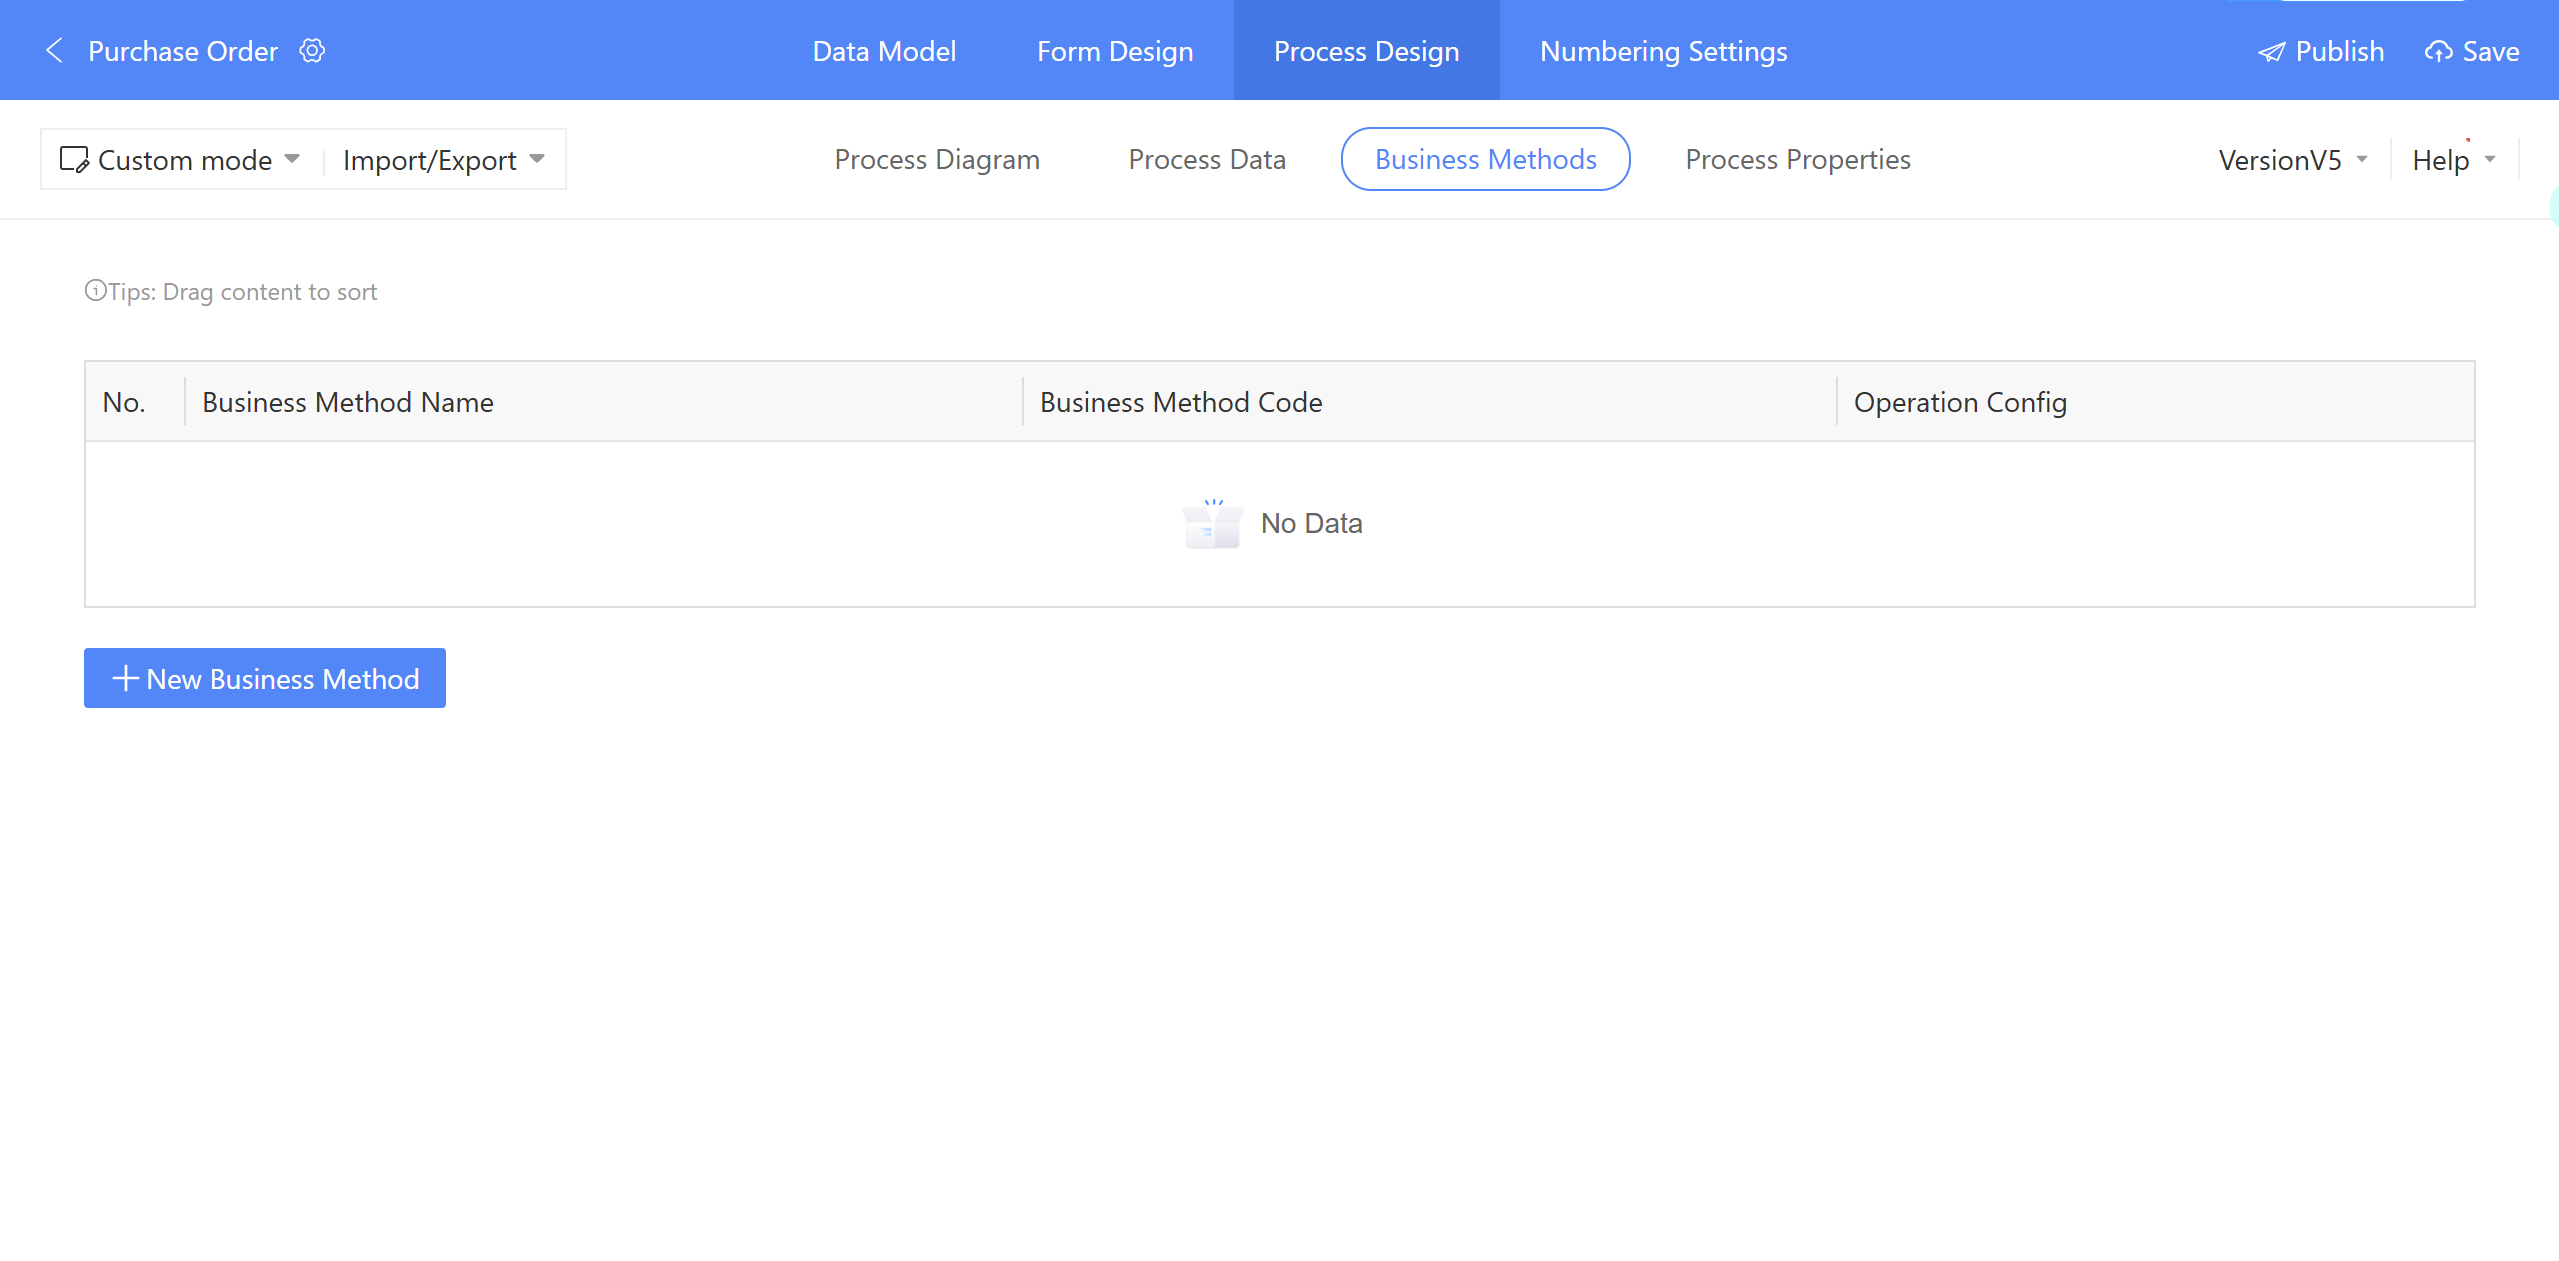 Purchase Order
Data Model
Form Design
Process Design
Numbering Settings
Publish
Save
Custom mode
Import/Export
Process Diagram
Process Data
Business Methods
Process Properties
VersionV5
Help
Tips: Drag content to sort
No.
Business Method Name
Business Method Code
Operation Config
No Data
New Business Method